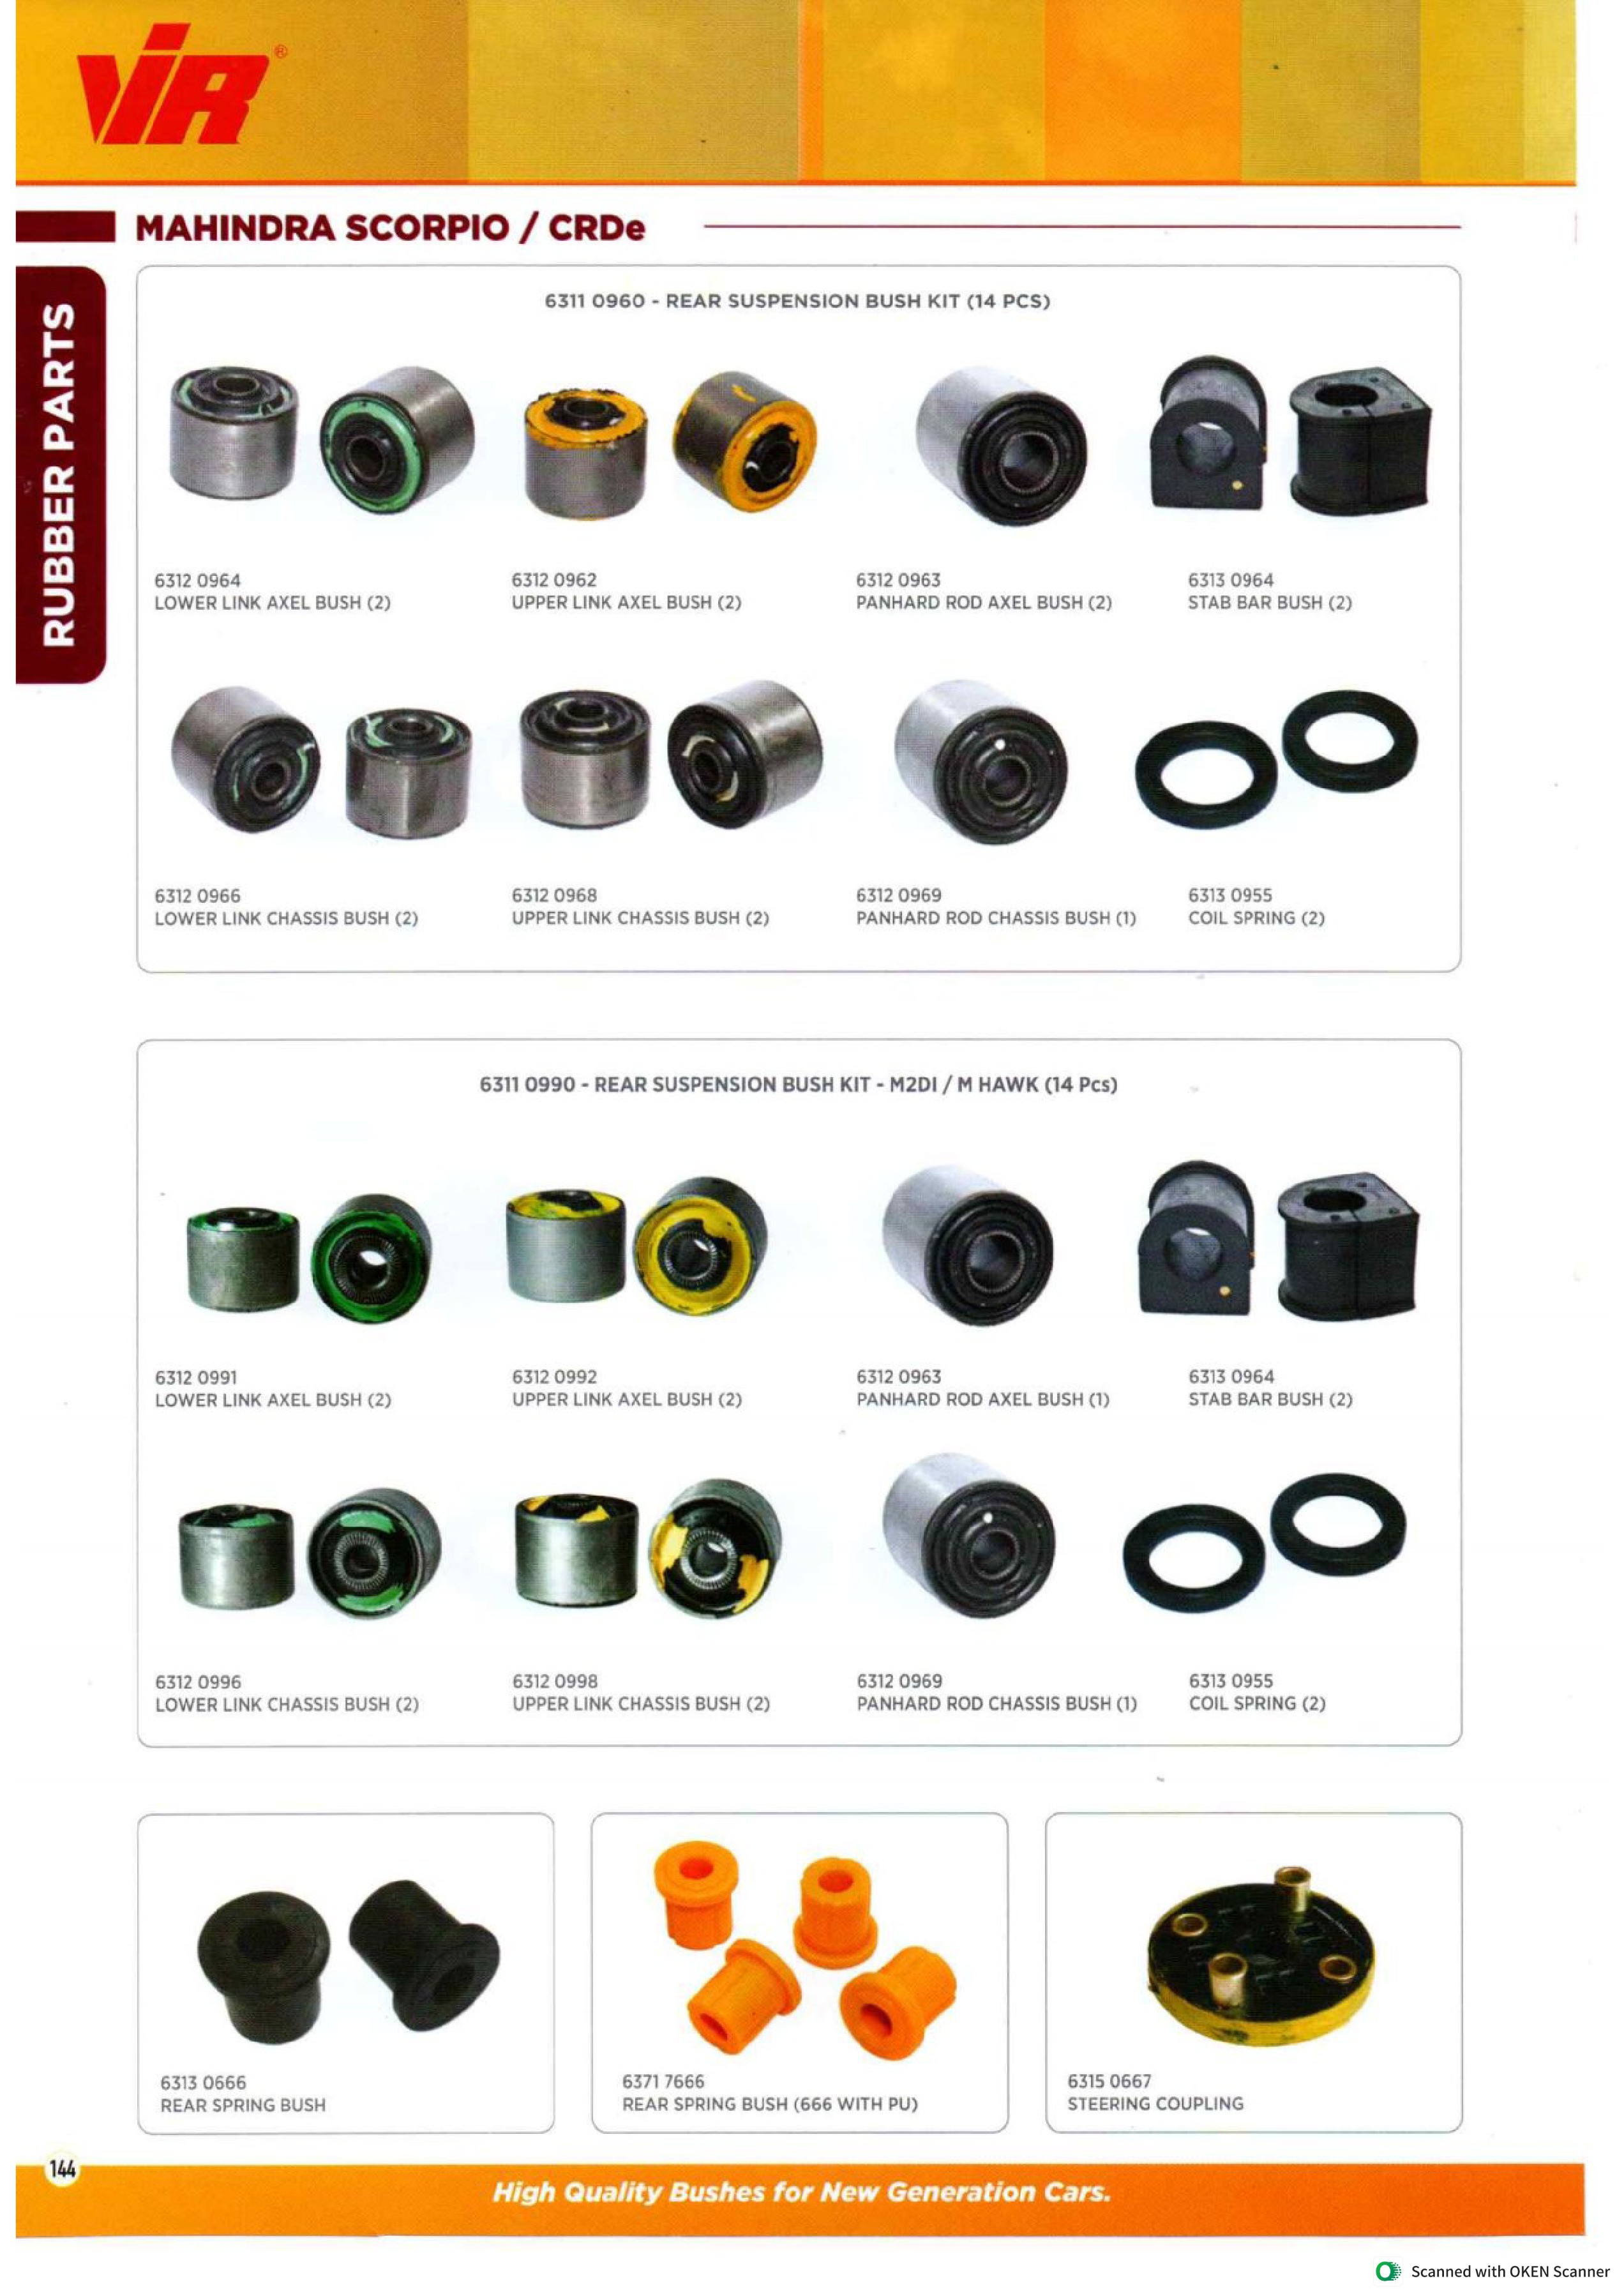 VIR®
MAHINDRA SCORPIO / CRDe
RUBBER PARTS
6311 0960 - REAR SUSPENSION BUSH KIT (14 PCS)
6312 0964
LOWER LINK AXEL BUSH (2)
6312 0962
UPPER LINK AXEL BUSH (2)
6312 0963
PANHARD ROD AXEL BUSH (2)
6313 0964
STAB BAR BUSH (2)
6312 0966
LOWER LINK CHASSIS BUSH (2)
6312 0968
UPPER LINK CHASSIS BUSH (2)
6312 0969
PANHARD ROD CHASSIS BUSH (1)
6313 0955
COIL SPRING (2)
6311 0990 - REAR SUSPENSION BUSH KIT - M2DI / M HAWK (14 Pcs)
6312 0991
LOWER LINK AXEL BUSH (2)
6312 0992
UPPER LINK AXEL BUSH (2)
6312 0963
PANHARD ROD AXEL BUSH (1)
6313 0964
STAB BAR BUSH (2)
6312 0996
LOWER LINK CHASSIS BUSH (2)
6312 0998
UPPER LINK CHASSIS BUSH (2)
6312 0969
PANHARD ROD CHASSIS BUSH (1)
6313 0955
COIL SPRING (2)
6313 0666
REAR SPRING BUSH
6371 7666
REAR SPRING BUSH (666 WITH PU)
6315 0667
STEERING COUPLING
144
High Quality Bushes for New Generation Cars.
Scanned with OKEN Scanner